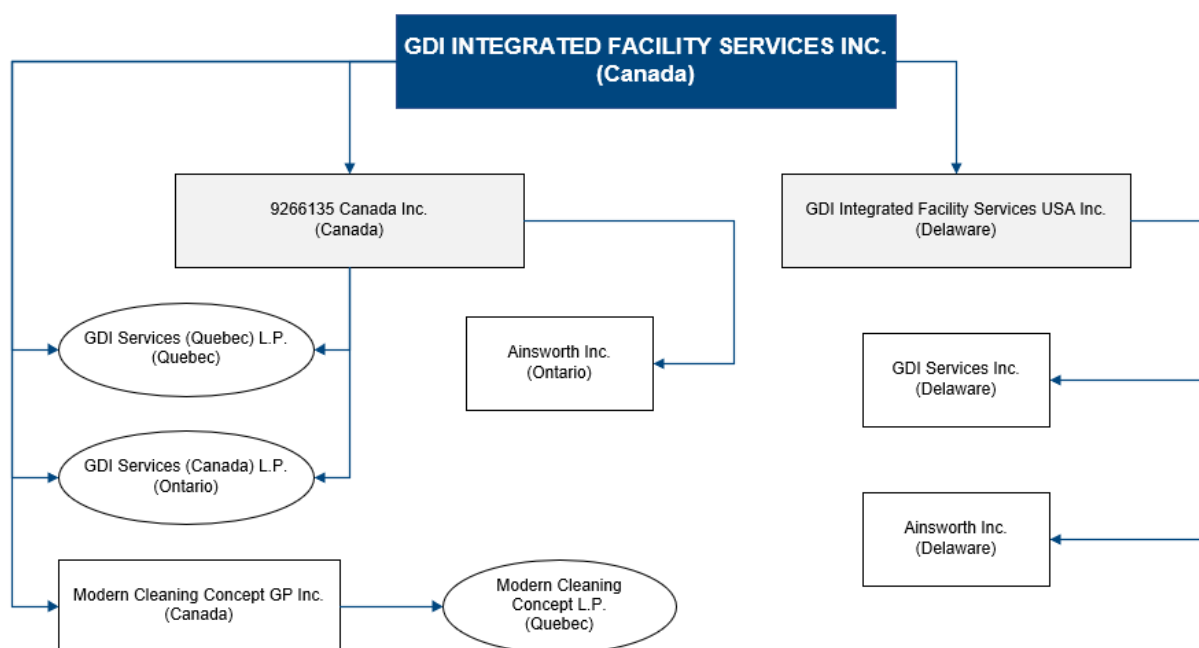 GDI INTEGRATED FACILITY SERVICES INC.
(Canada)
9266135 Canada Inc.
(Canada)
GDI Integrated Facility Services USA Inc.
(Delaware)
GDI Services (Quebec) L.P.
(Quebec)
Ainsworth Inc.
(Ontario)
GDI Services Inc.
(Delaware)
GDI Services (Canada) L.P.
(Ontario)
Ainsworth Inc.
(Delaware)
Modern Cleaning Concept GP Inc.
(Canada)
Modern Cleaning
Concept L.P.
(Quebec)